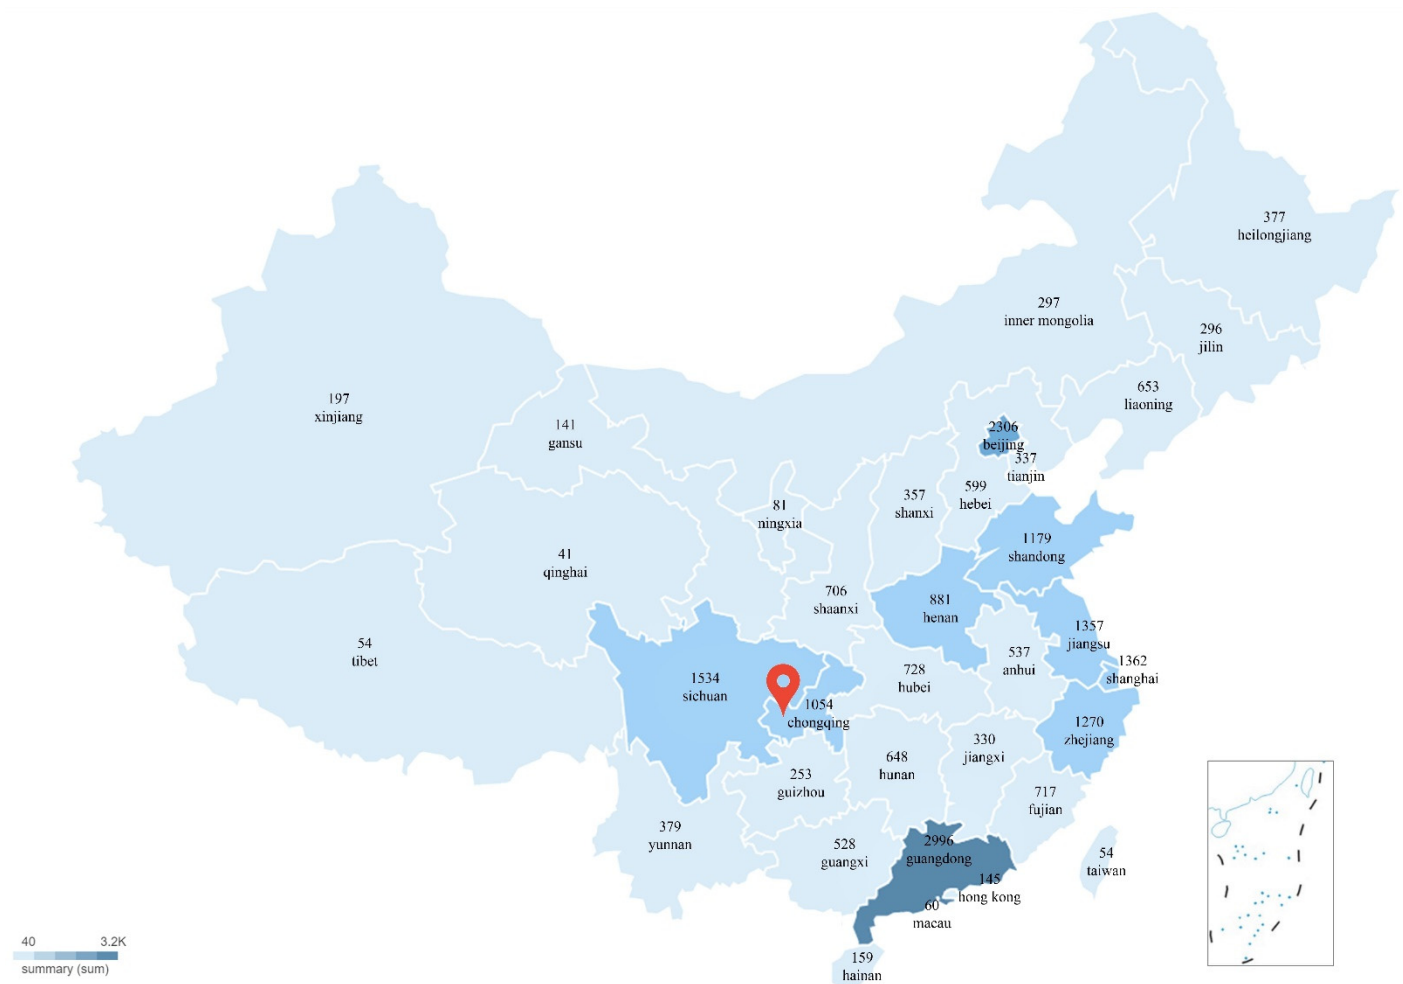 377
heilongjiang
297
inner mongolia
296
jilin
653
liaoning
197
xinjiang
141
gansu
2306
beijing
337
tianjin
599
hebei
357
shanxi
81
ningxia
1179
shandong
41
qinghai
706
shaanxi
881
henan
1357
jiangsu
54
tibet
537
anhui
1362
shanghai
1534
sichuan
728
hubei
1054
chongqing
1270
zhejiang
330
jiangxi
648
hunan
253
guizhou
717
fujian
379
yunnan
528
guangxi
2996
guangdong
54
taiwan
145
hong kong
60
macau
159
hainan
40 3.2K
summary (sum)